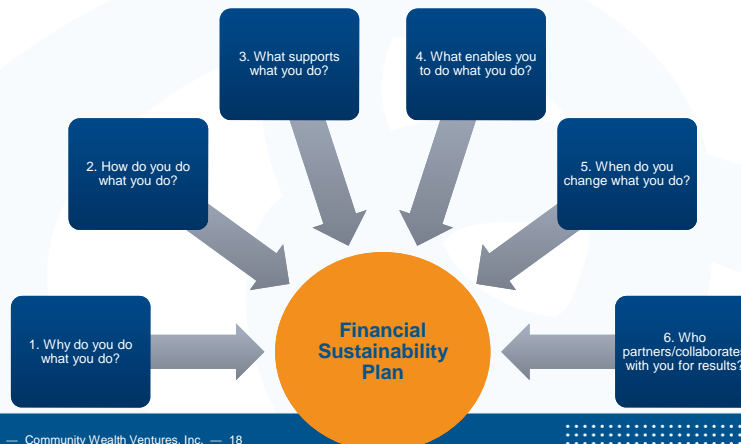 3. What supports
what you do?
4. What enables you
to do what you do?
2. How do you do
what you do?
5. When do you
change what you do?
1. Why do you do
what you do?
Financial
Sustainability
Plan
6. Who
partners/collaborates
with you for results?
— Community Wealth Ventures, Inc. — 18